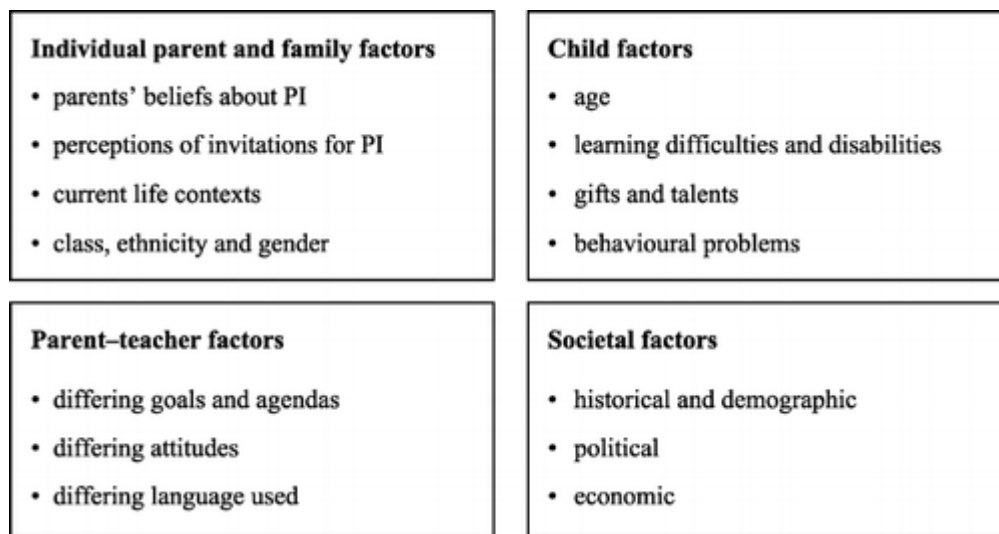 Individual parent and family factors
• parents’ beliefs about PI
• perceptions of invitations for PI
• current life contexts
• class, ethnicity and gender
Child factors
• age
• learning difficulties and disabilities
• gifts and talents
• behavioural problems
Parent–teacher factors
• differing goals and agendas
• differing attitudes
• differing language used
Societal factors
• historical and demographic
• political
• economic